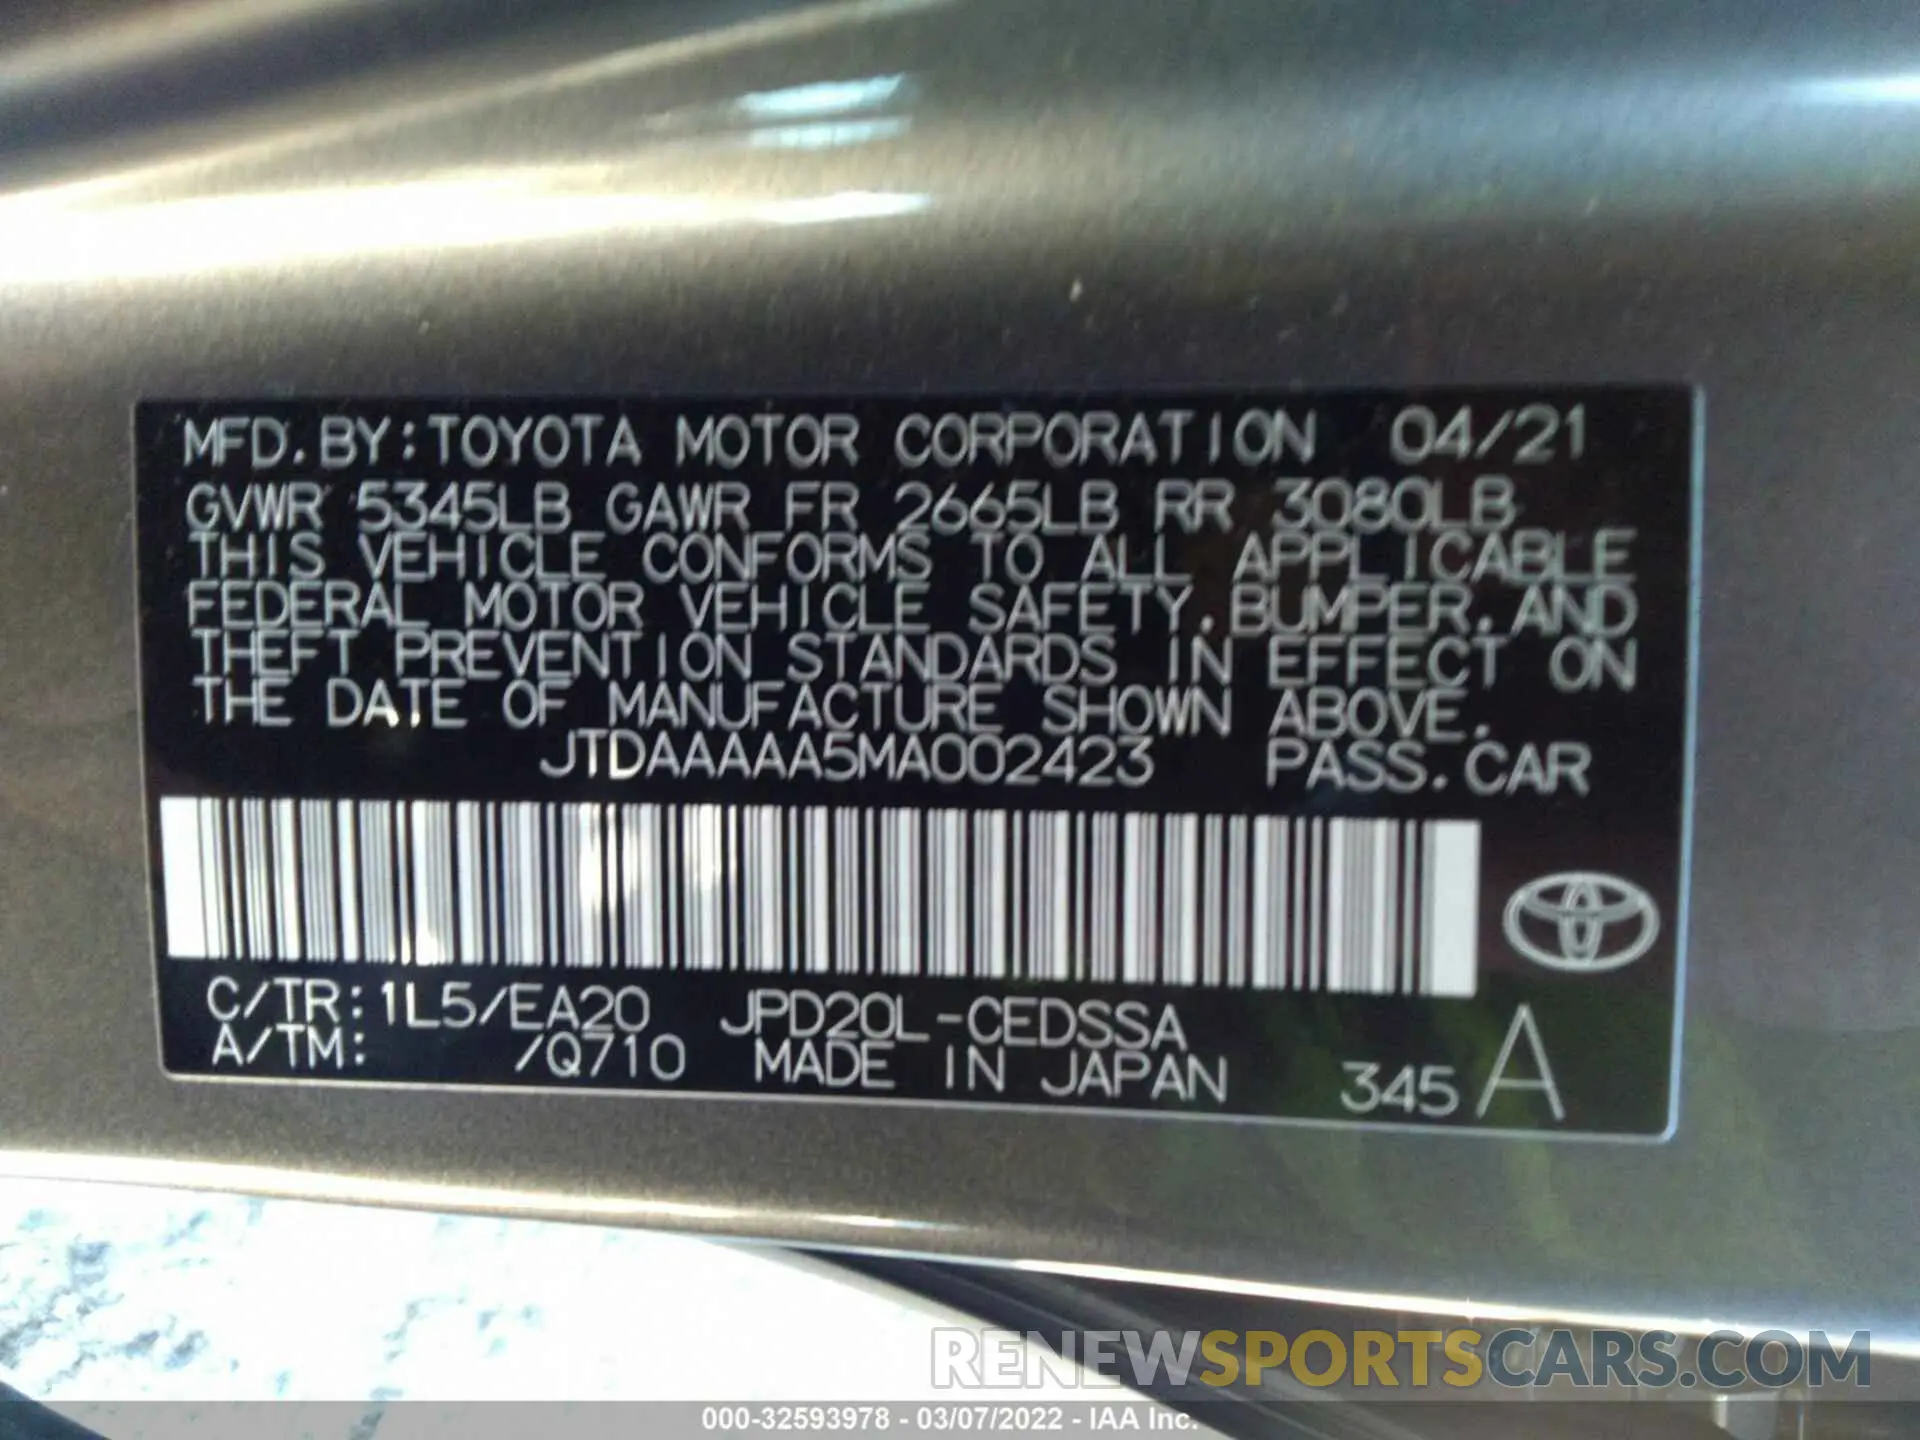 MFD. BY: TOYOTA MOTOR CORPORATION 04/21
GVWR 5345LB GAWR FR 2665LB RR 3080LB
THIS VEHICLE CONFORMS TO ALL APPLICABLE
FEDERAL MOTOR VEHICLE SAFETY, BUMPER, AND
THEFT PREVENTION STANDARDS IN EFFECT ON
THE DATE OF MANUFACTURE SHOWN ABOVE.
JTDAAAAA5MA002423 PASS. CAR
C/TR: 1L5/EA20 JPD20L-CEDSSA
A/TM: /Q710 MADE IN JAPAN 345 A
RENEWSPORTSCARS.COM
000-32593978 - 03/07/2022 - IAA Inc.